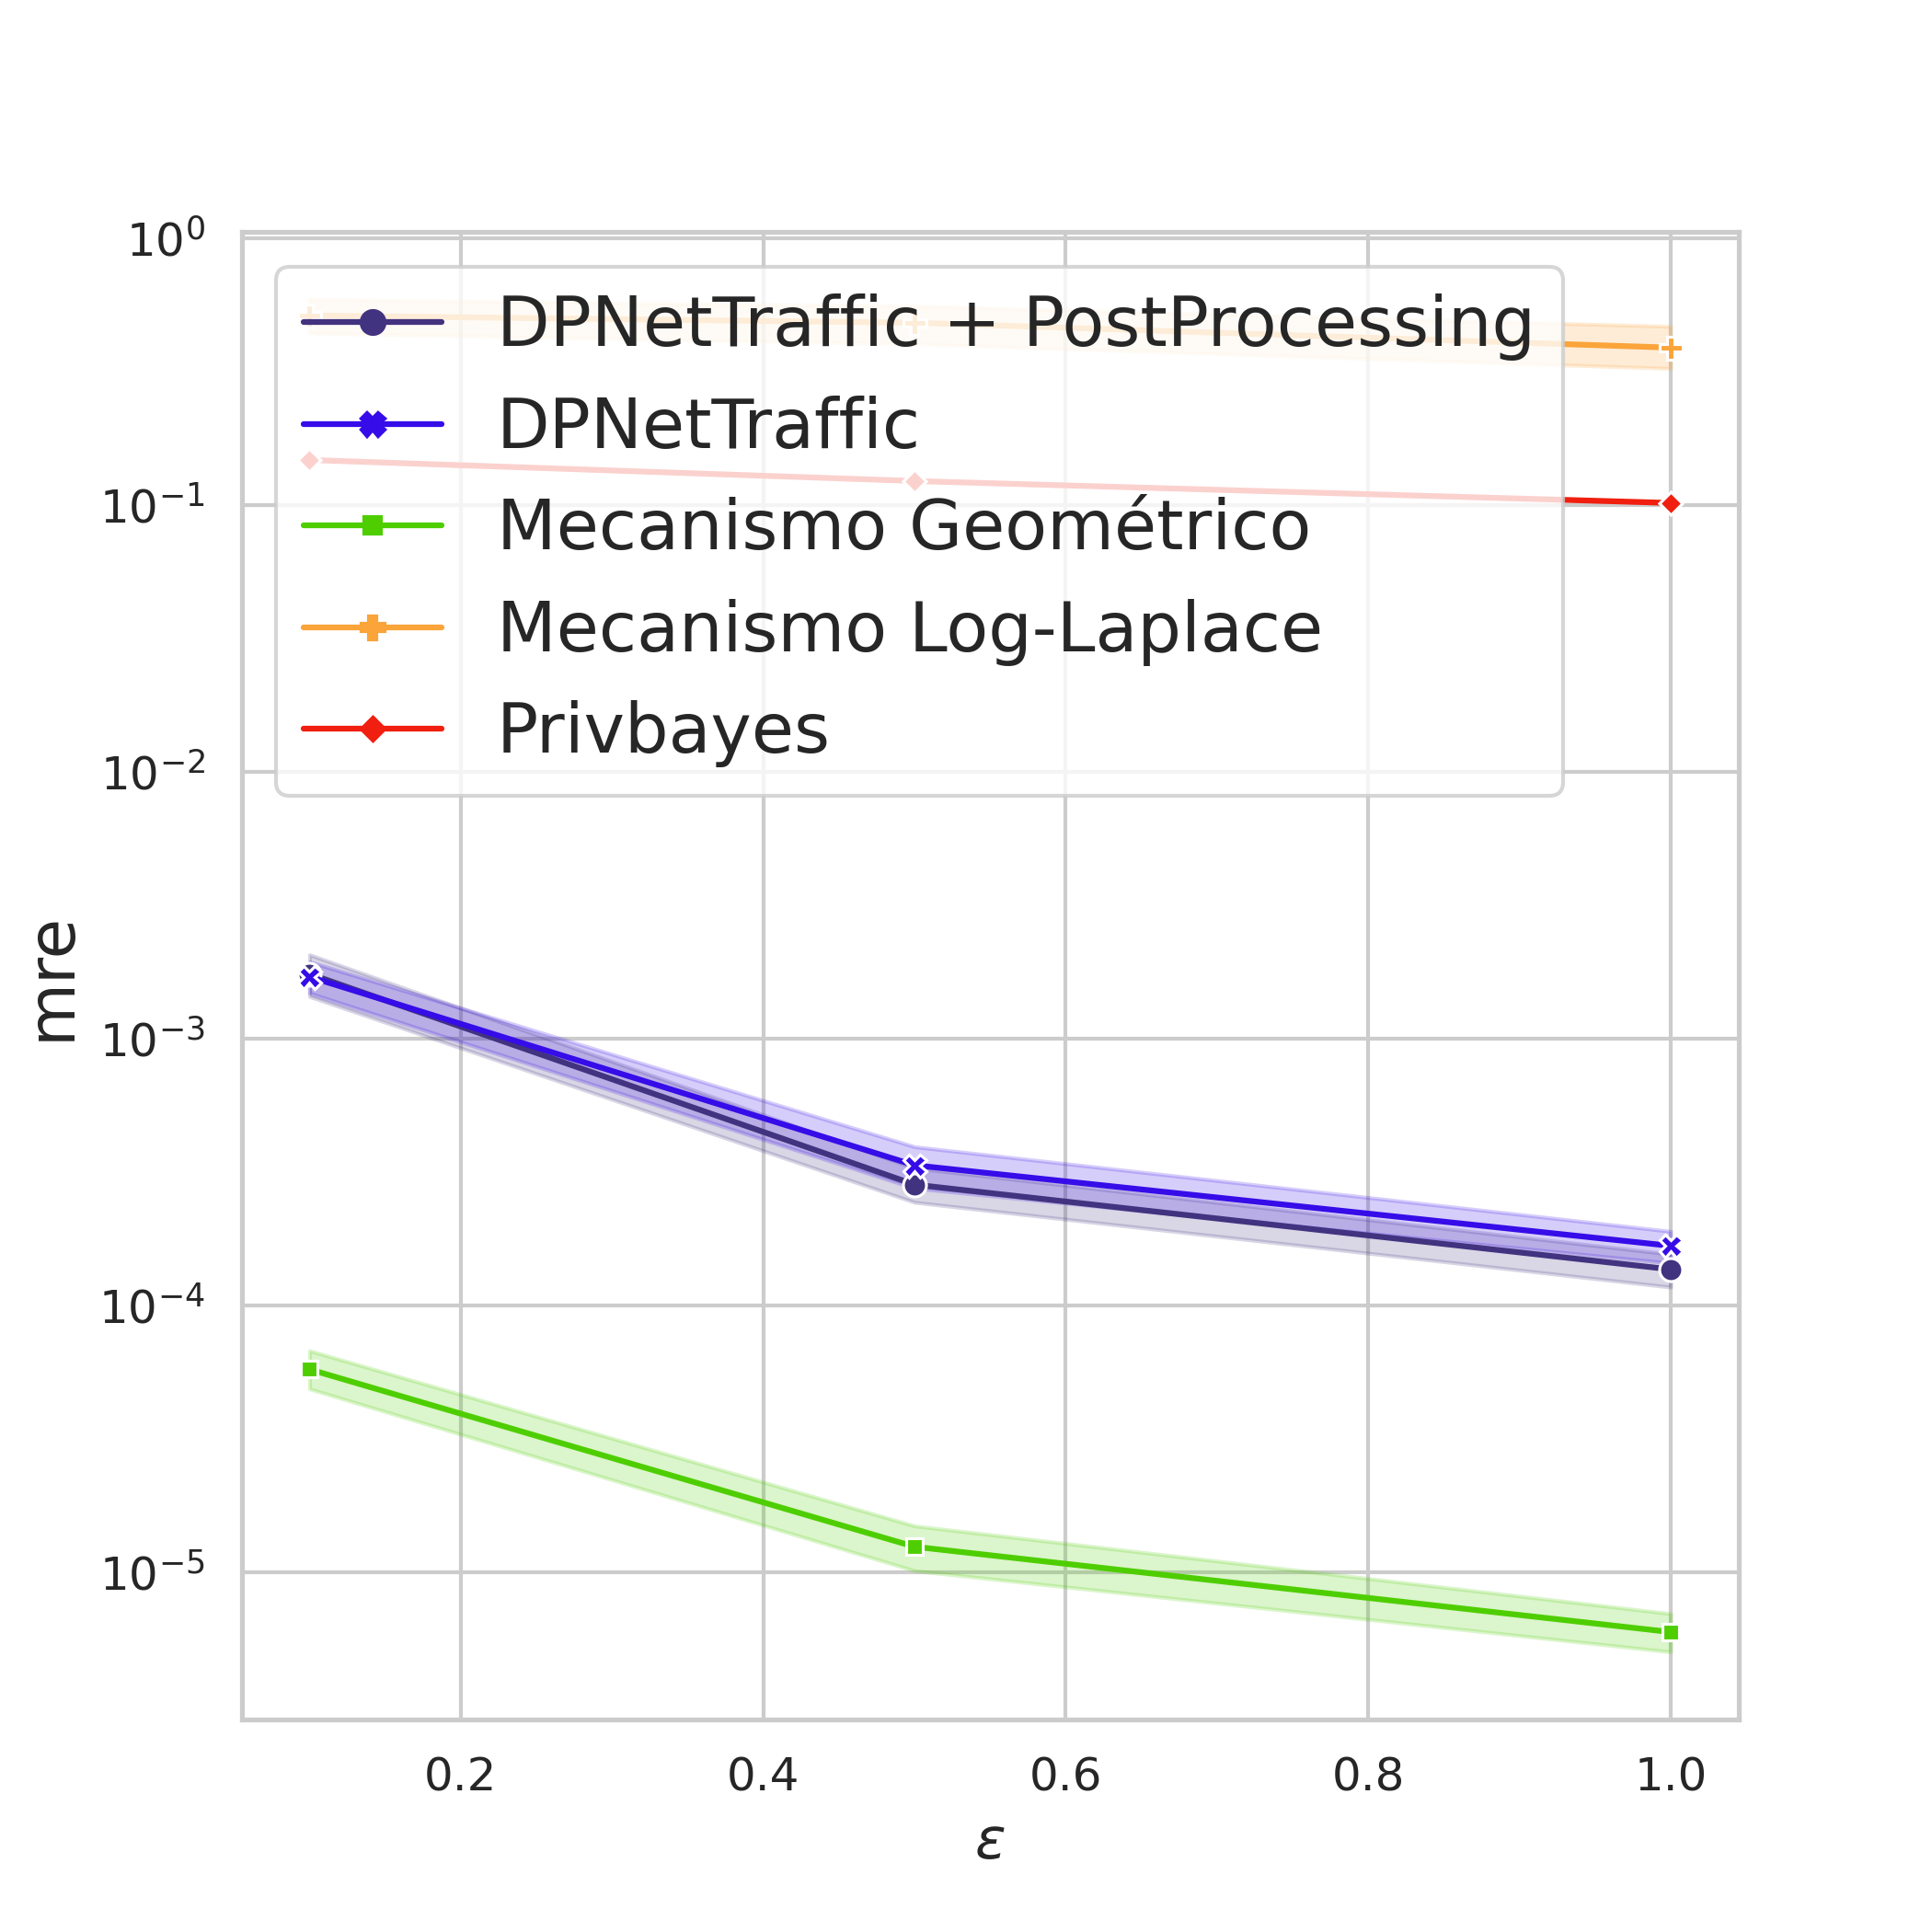 10⁰
10⁻¹
10⁻²
10⁻³
10⁻⁴
10⁻⁵
mre
DPNetTraffic + PostProcessing
DPNetTraffic
Mecanismo Geométrico
Mecanismo Log-Laplace
Privbayes
0.2 0.4 0.6 0.8 1.0
ε